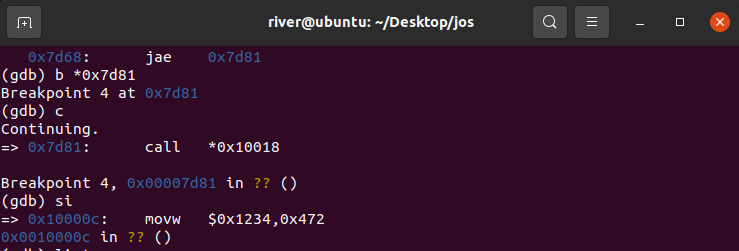 river@ubuntu: ~/Desktop/jos
0x7d68: jae 0x7d81
(gdb) b *0x7d81
Breakpoint 4 at 0x7d81
(gdb) c
Continuing.
=> 0x7d81: call *0x10018
Breakpoint 4, 0x00007d81 in ?? ()
(gdb) si
=> 0x10000c: movw $0x1234,0x472
0x0010000c in ?? ()